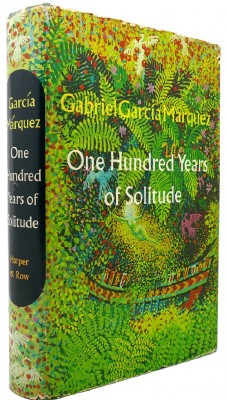 García
Márquez
One
Hundred
Years of
Solitude
Harper
& Row
Gabriel García Márquez
One Hundred Years
of Solitude